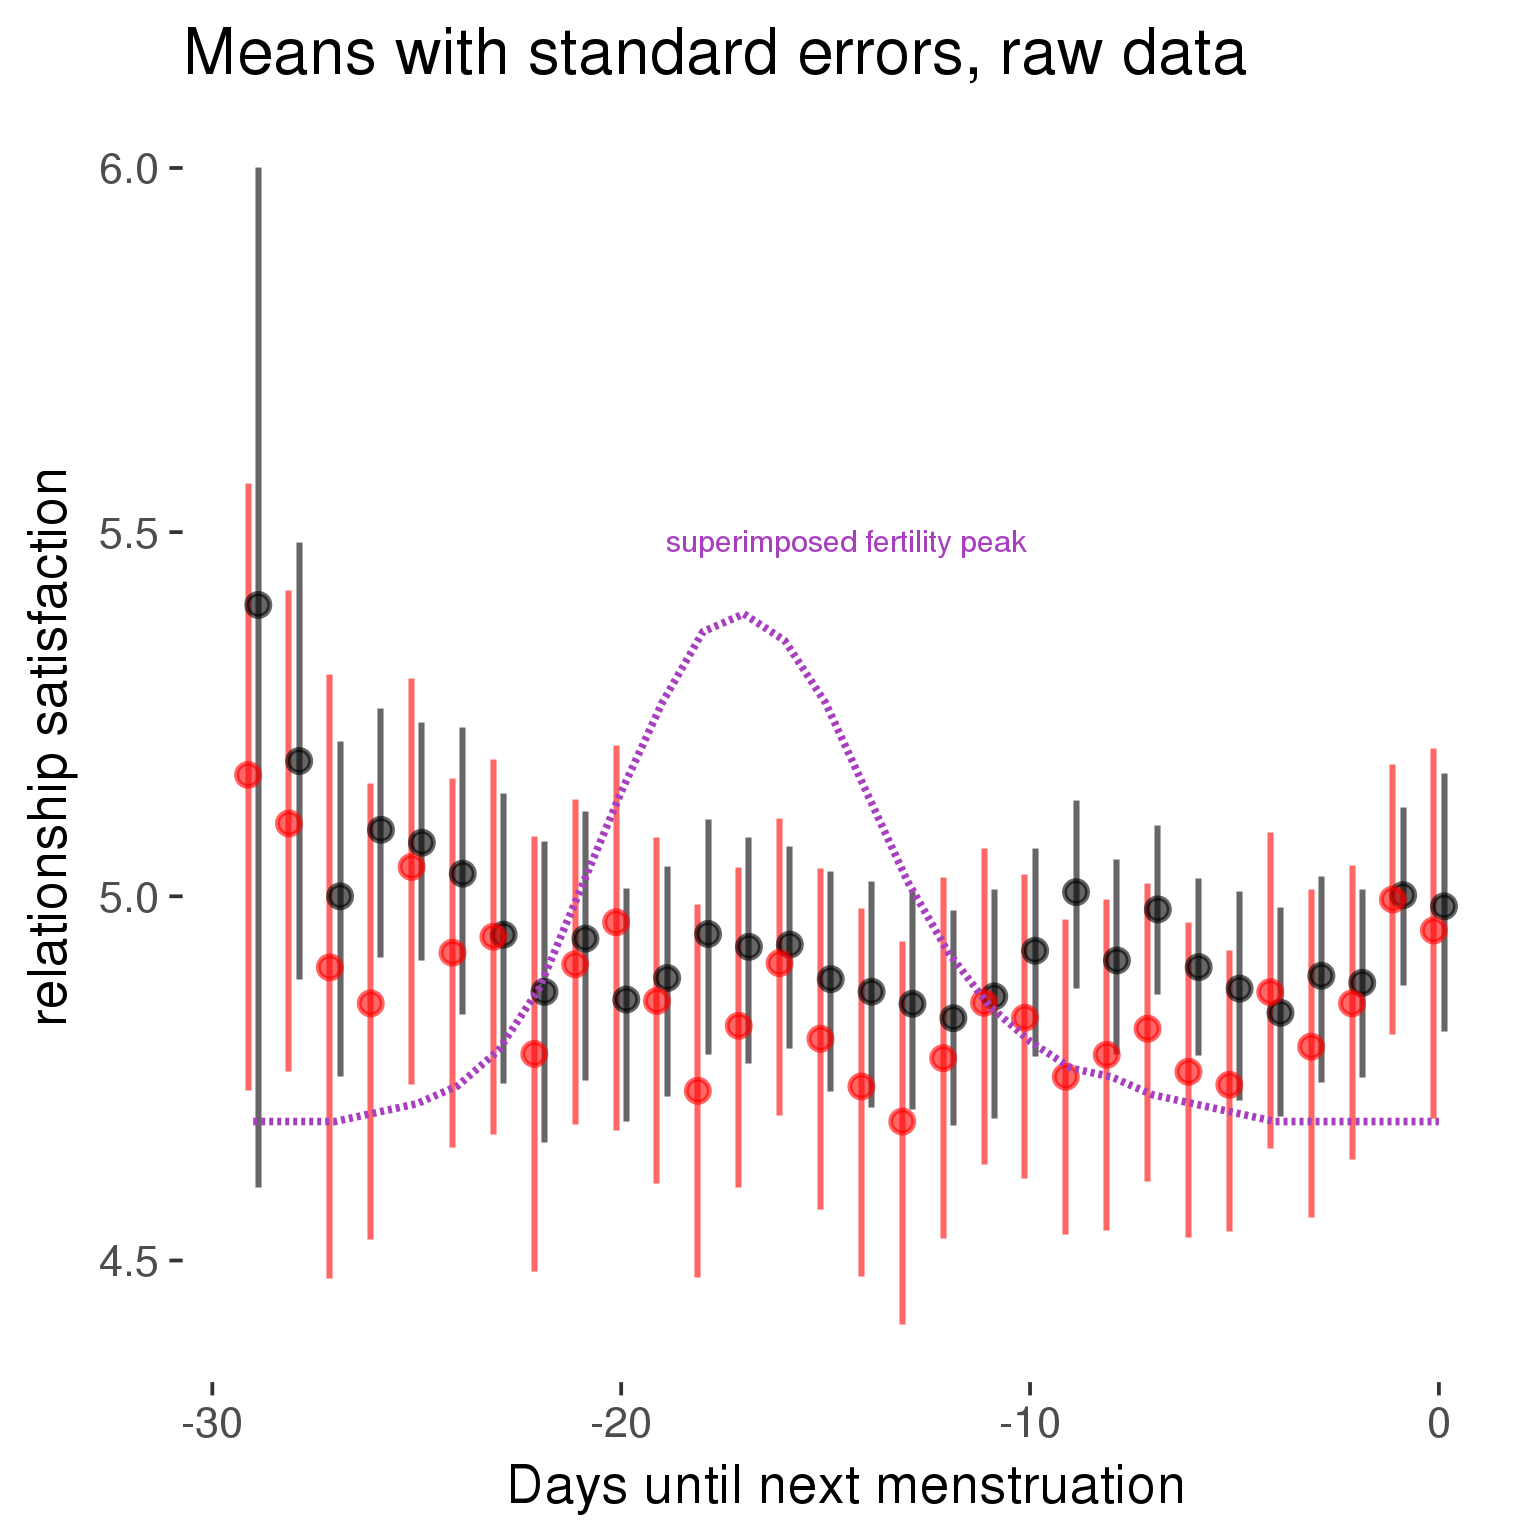 Means with standard errors, raw data
6.0
5.5
5.0
4.5
relationship satisfaction
superimposed fertility peak
-30 -20 -10 0
Days until next menstruation